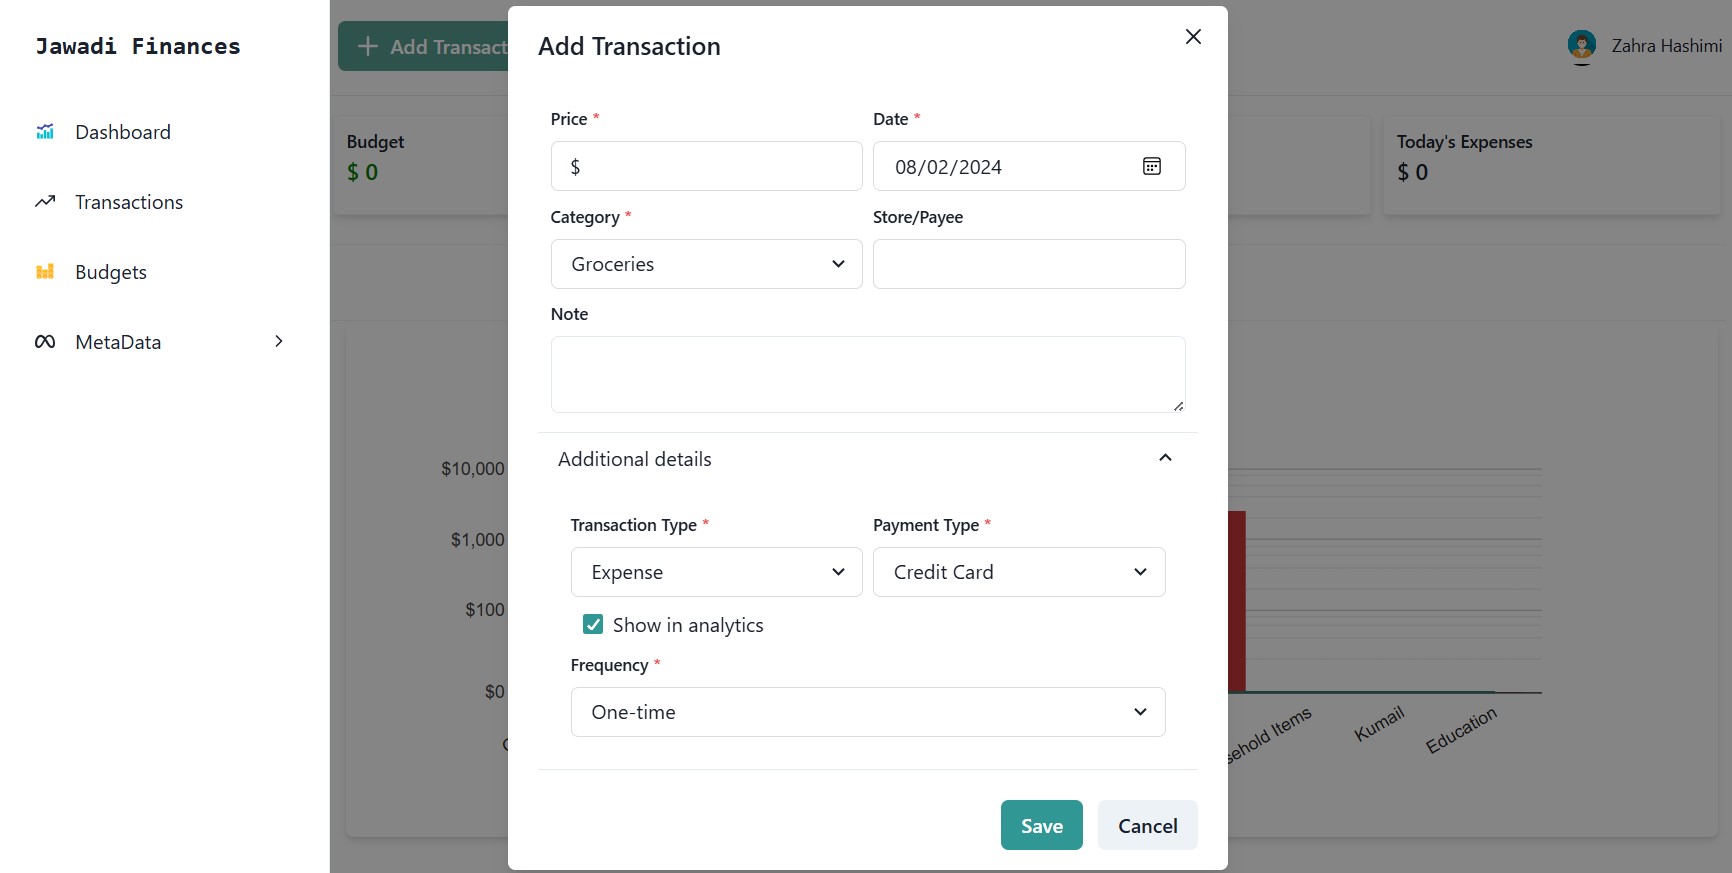 Jawadi Finances
Dashboard
Transactions
Budgets
MetaData
Add Transact
Zahra Hashimi
Budget
$ 0
Today's Expenses
$ 0
$10,000
$1,000
$100
$0
sehold Items
Kumail
Education
Add Transaction
Price *
Date *
$
08/02/2024
Category *
Store/Payee
Groceries
Note
Additional details
Transaction Type *
Payment Type *
Expense
Credit Card
Show in analytics
Frequency *
One-time
Save
Cancel